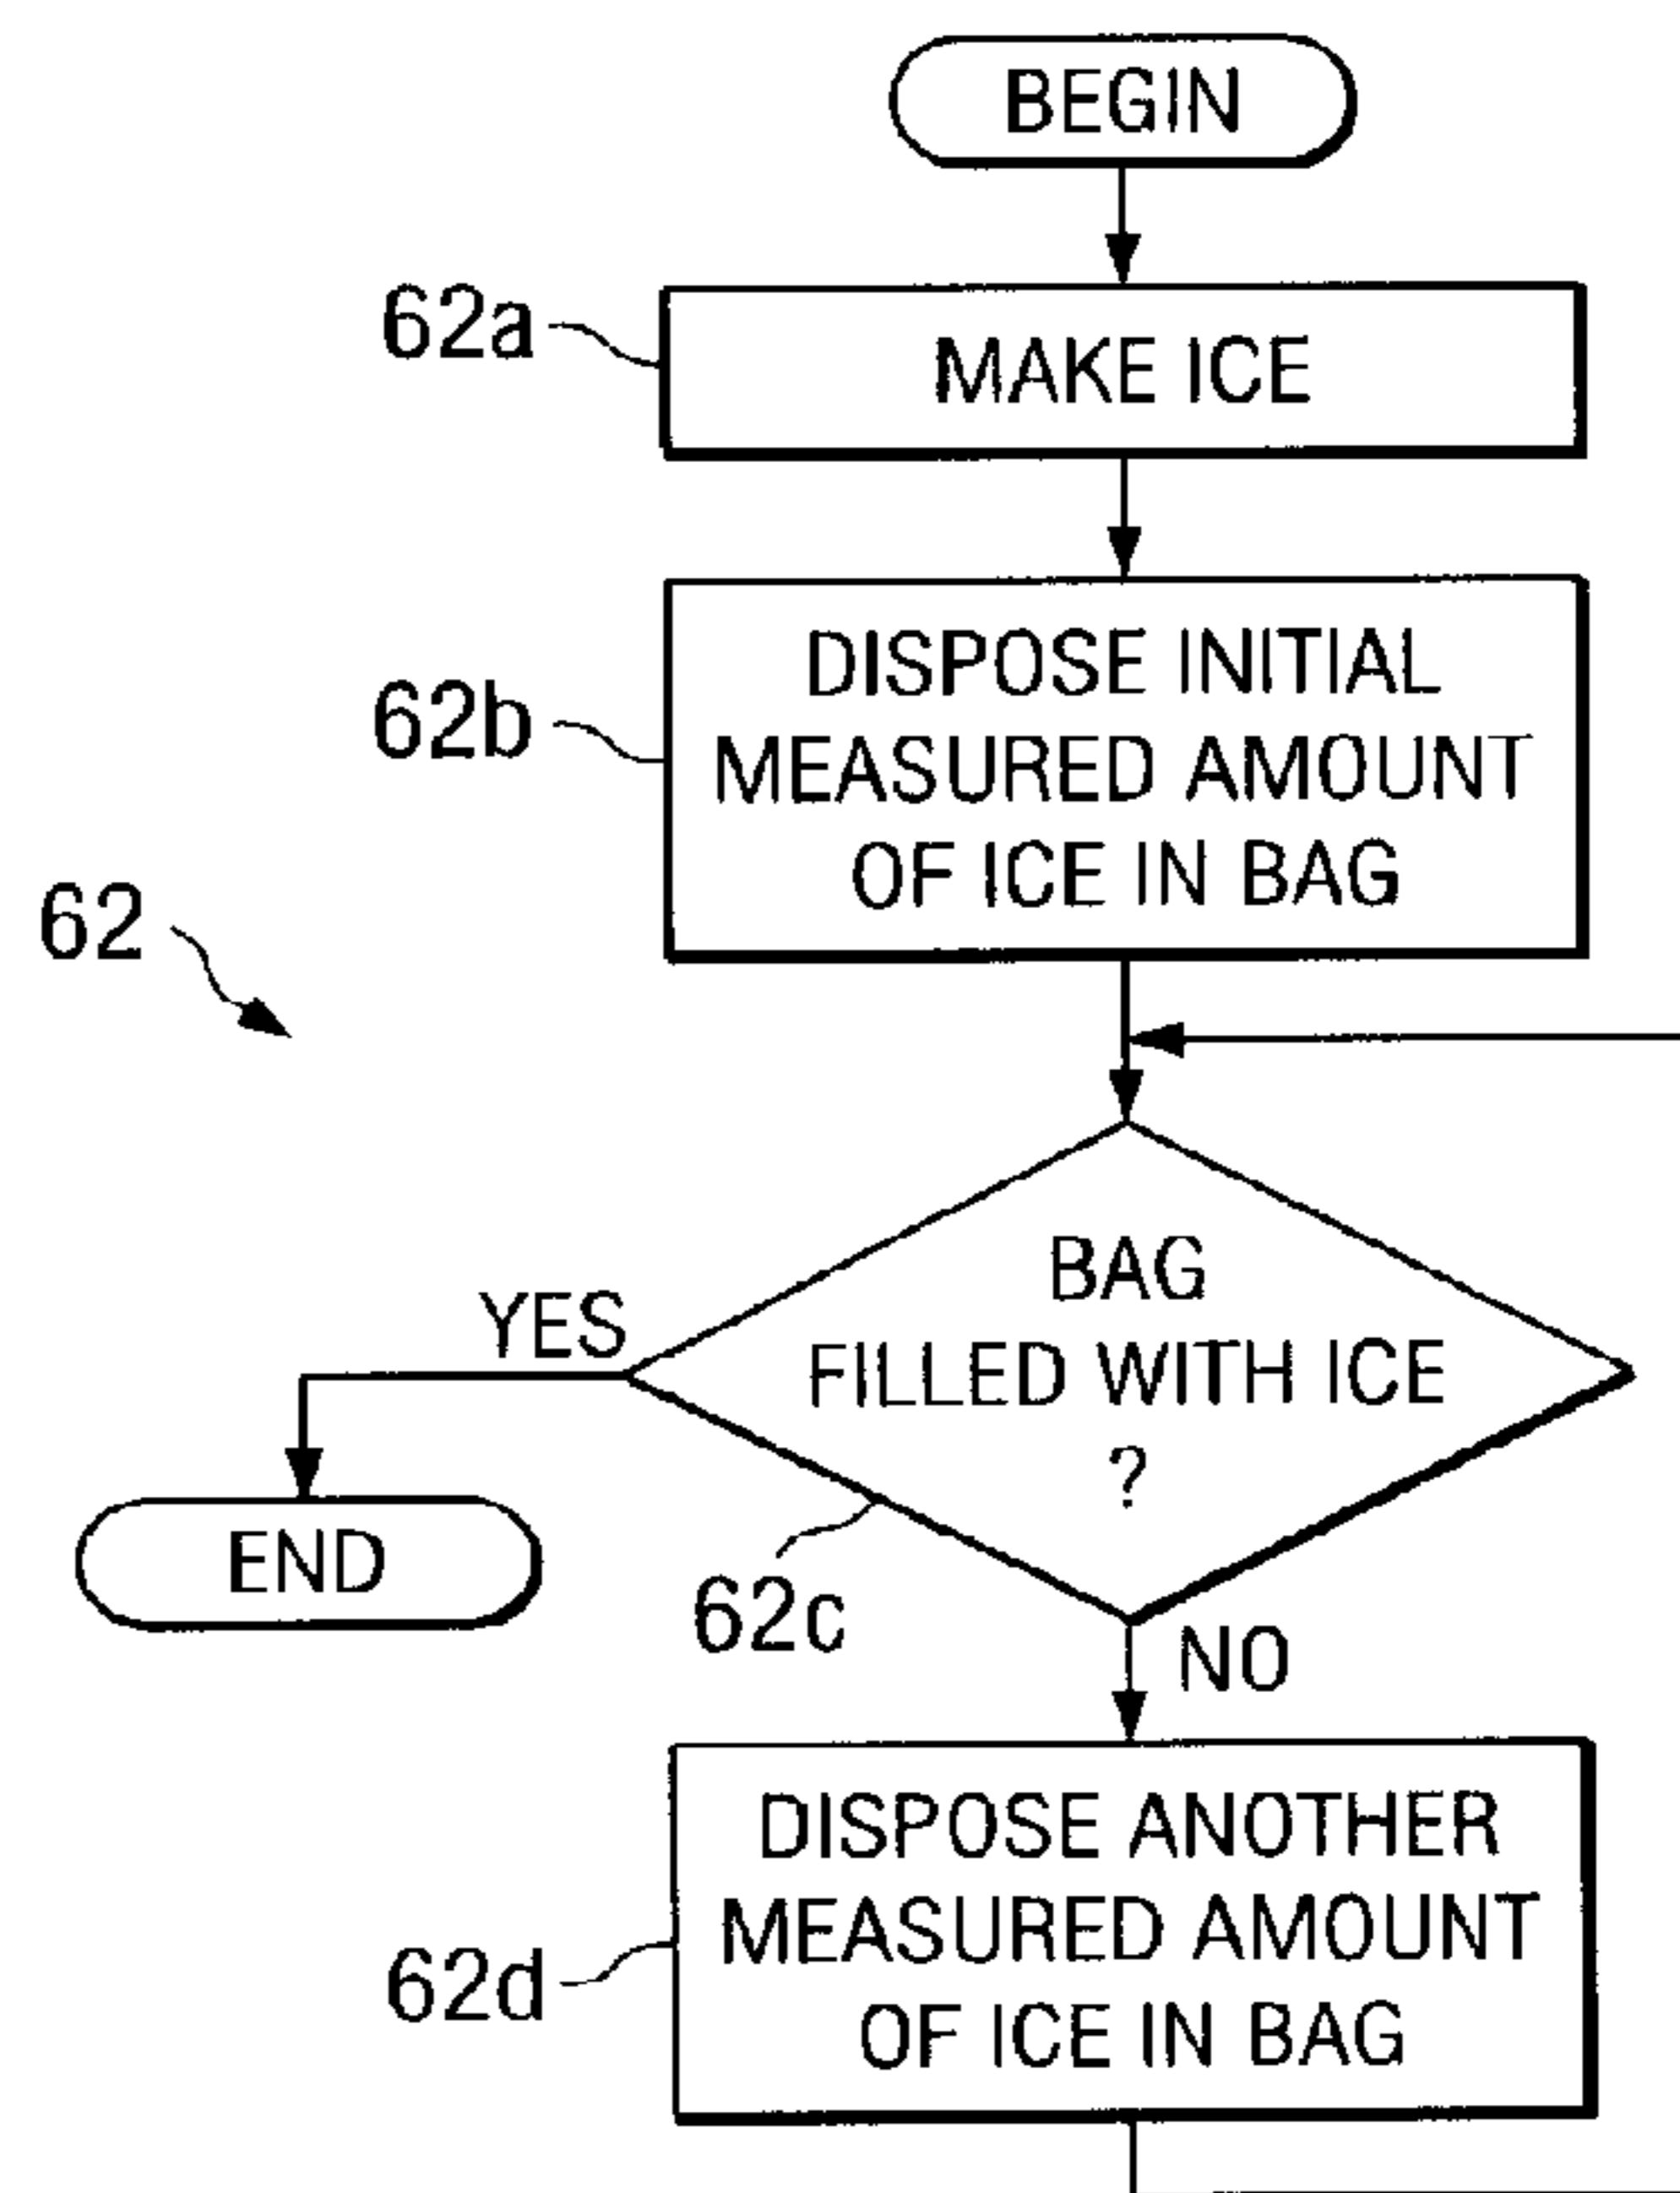 BEGIN
62a
MAKE ICE
62b
DISPOSE INITIAL
MEASURED AMOUNT
OF ICE IN BAG
62
BAG
FILLED WITH ICE
?
YES
END
62c
NO
62d
DISPOSE ANOTHER
MEASURED AMOUNT
OF ICE IN BAG